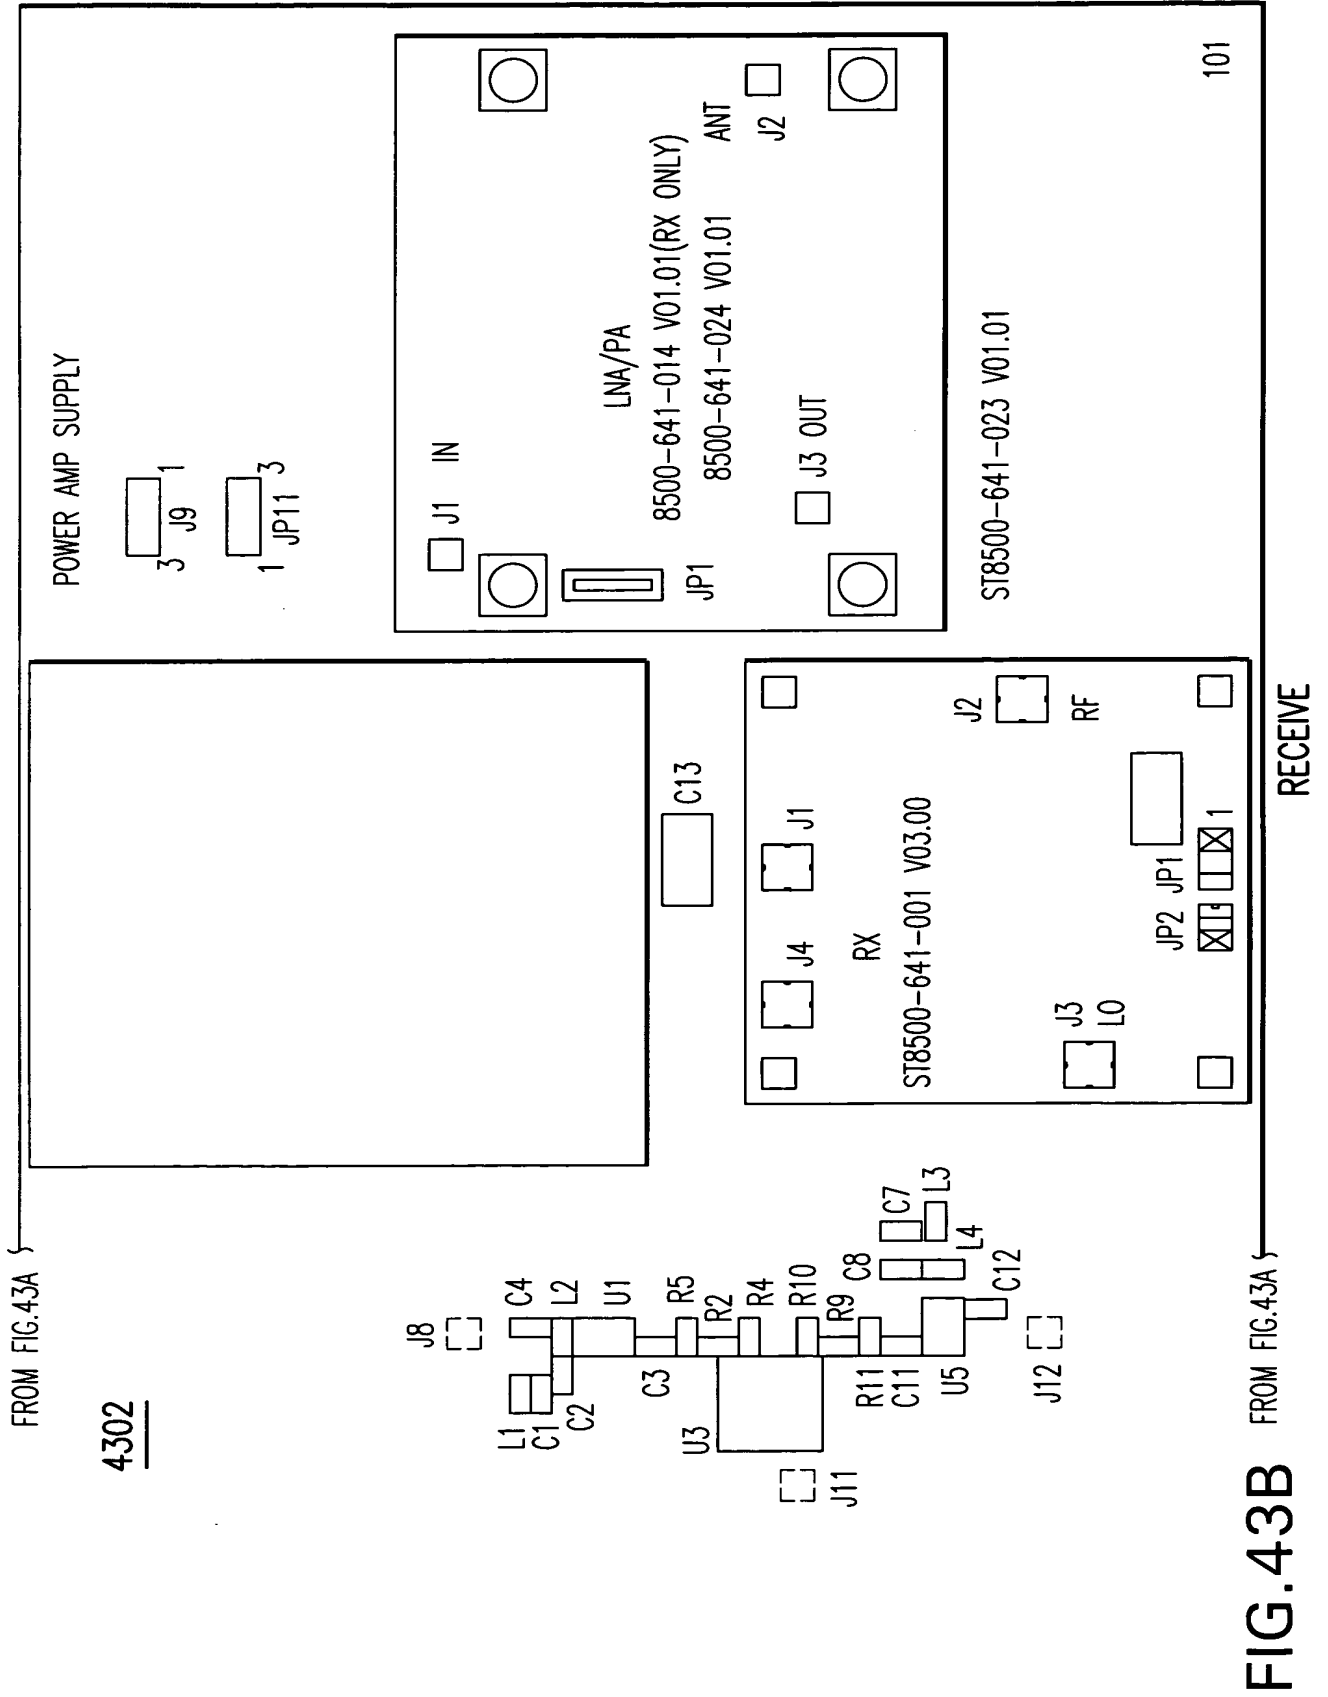 FROM FIG.43A
4302
POWER AMP SUPPLY
3
J9
1
1
JP11
3
J1
IN
JP1
LNA/PA
8500-641-014 V01.01(RX ONLY)
8500-641-024 V01.01
ANT
J2
J3 OUT
ST8500-641-023 V01.01
101
J8
L1
C1
C2
C4
L2
U1
C3
R5
R2
R4
U3
J11
R10
R9
R11
C11
U5
C8
C7
L3
L4
C12
J12
C13
J4
J1
RX
ST8500-641-001 V03.00
J2
RF
J3
LO
JP2
JP1
1
FROM FIG.43A
RECEIVE
FIG.43B